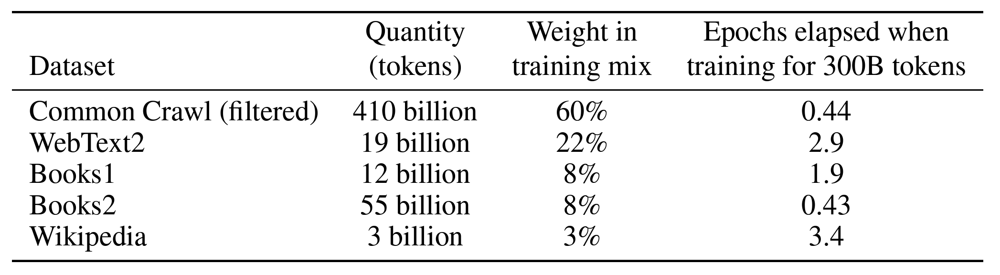 Dataset Quantity (tokens) Weight in training mix Epochs elapsed when training for 300B tokens
Common Crawl (filtered) 410 billion 60% 0.44
WebText2 19 billion 22% 2.9
Books1 12 billion 8% 1.9
Books2 55 billion 8% 0.43
Wikipedia 3 billion 3% 3.4